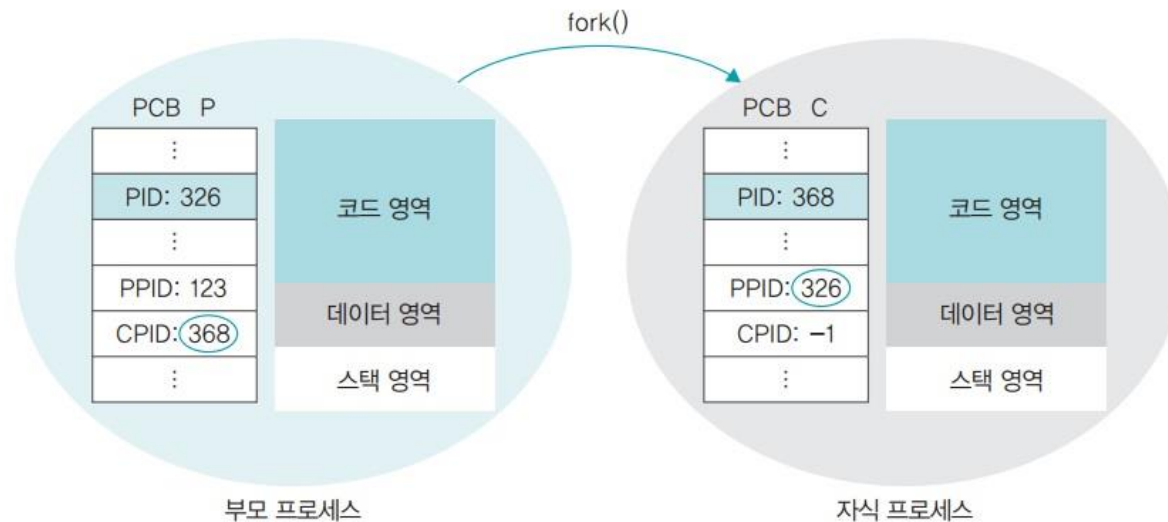 fork()
PCB P
⋮
PID: 326
⋮
PPID: 123
CPID: 368
⋮
코드 영역
데이터 영역
스택 영역
부모 프로세스
PCB C
⋮
PID: 368
⋮
PPID: 326
CPID: −1
⋮
코드 영역
데이터 영역
스택 영역
자식 프로세스